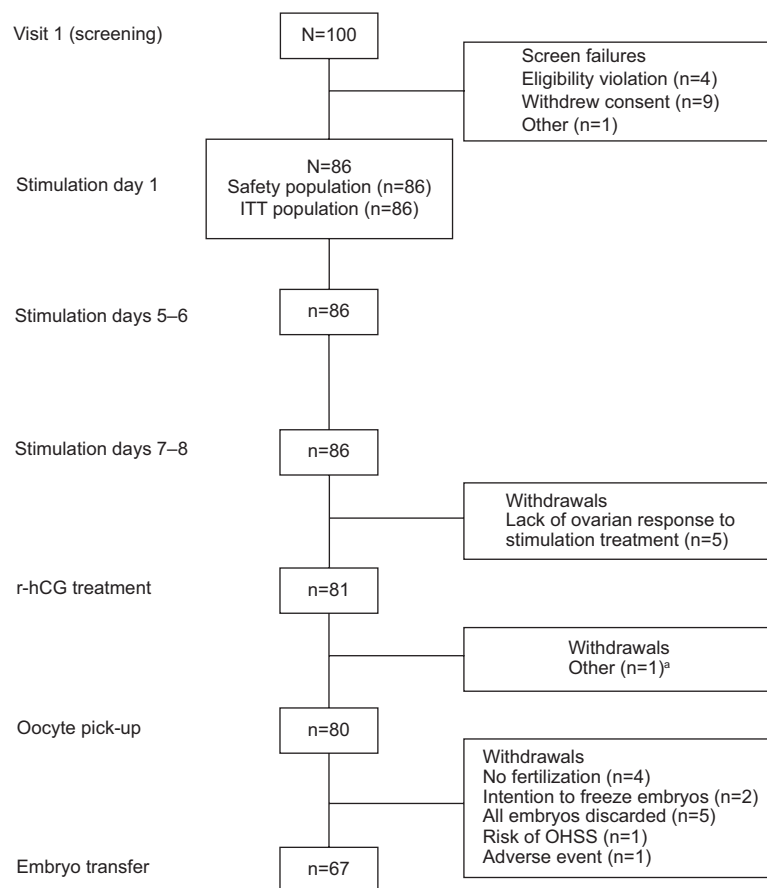 Visit 1 (screening)
N=100
Screen failures
Eligibility violation (n=4)
Withdrew consent (n=9)
Other (n=1)
Stimulation day 1
N=86
Safety population (n=86)
ITT population (n=86)
Stimulation days 5–6
n=86
Stimulation days 7–8
n=86
Withdrawals
Lack of ovarian response to
stimulation treatment (n=5)
r-hCG treatment
n=81
Withdrawals
Other (n=1)ᵃ
Oocyte pick-up
n=80
Withdrawals
No fertilization (n=4)
Intention to freeze embryos (n=2)
All embryos discarded (n=5)
Risk of OHSS (n=1)
Adverse event (n=1)
Embryo transfer
n=67